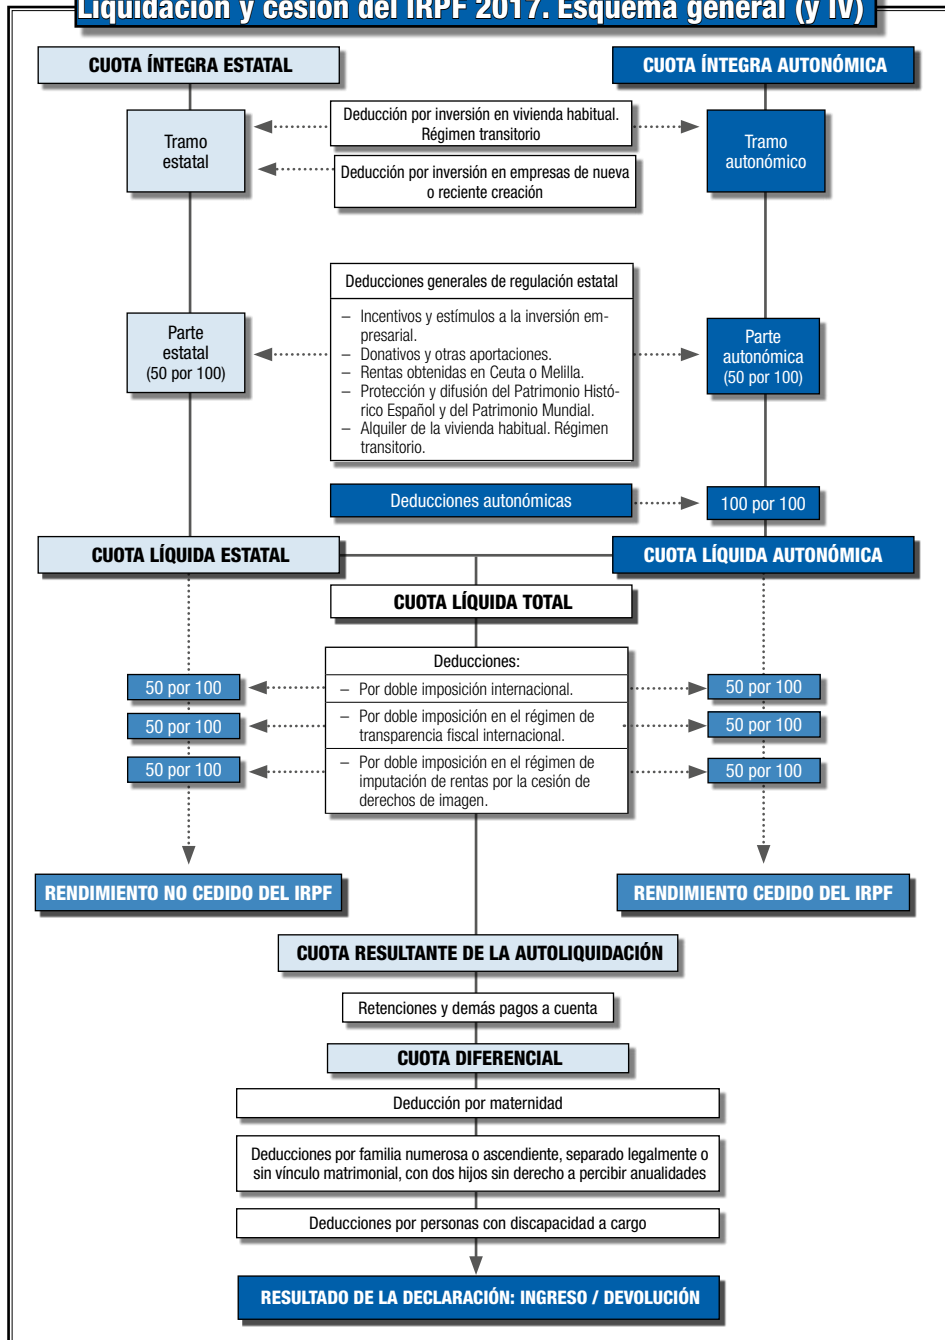 Liquidación y cesión del IRPF 2017. Esquema general (y IV)
CUOTA ÍNTEGRA ESTATAL
CUOTA ÍNTEGRA AUTONÓMICA
Tramo
estatal
Deducción por inversión en vivienda habitual.
Régimen transitorio
Tramo
autonómico
Deducción por inversión en empresas de nueva
o reciente creación
Deducciones generales de regulación estatal
– Incentivos y estímulos a la inversión em-
presarial.
– Donativos y otras aportaciones.
– Rentas obtenidas en Ceuta o Melilla.
– Protección y difusión del Patrimonio Histó-
rico Español y del Patrimonio Mundial.
– Alquiler de la vivienda habitual. Régimen
transitorio.
Parte
estatal
(50 por 100)
Parte
autonómica
(50 por 100)
Deducciones autonómicas
100 por 100
CUOTA LÍQUIDA ESTATAL
CUOTA LÍQUIDA AUTONÓMICA
CUOTA LÍQUIDA TOTAL
Deducciones:
50 por 100
– Por doble imposición internacional.
50 por 100
50 por 100
– Por doble imposición en el régimen de
transparencia fiscal internacional.
50 por 100
50 por 100
– Por doble imposición en el régimen de
imputación de rentas por la cesión de
derechos de imagen.
50 por 100
RENDIMIENTO NO CEDIDO DEL IRPF
RENDIMIENTO CEDIDO DEL IRPF
CUOTA RESULTANTE DE LA AUTOLIQUIDACIÓN
Retenciones y demás pagos a cuenta
CUOTA DIFERENCIAL
Deducción por maternidad
Deducciones por familia numerosa o ascendiente, separado legalmente o
sin vínculo matrimonial, con dos hijos sin derecho a percibir anualidades
Deducciones por personas con discapacidad a cargo
RESULTADO DE LA DECLARACIÓN: INGRESO / DEVOLUCIÓN